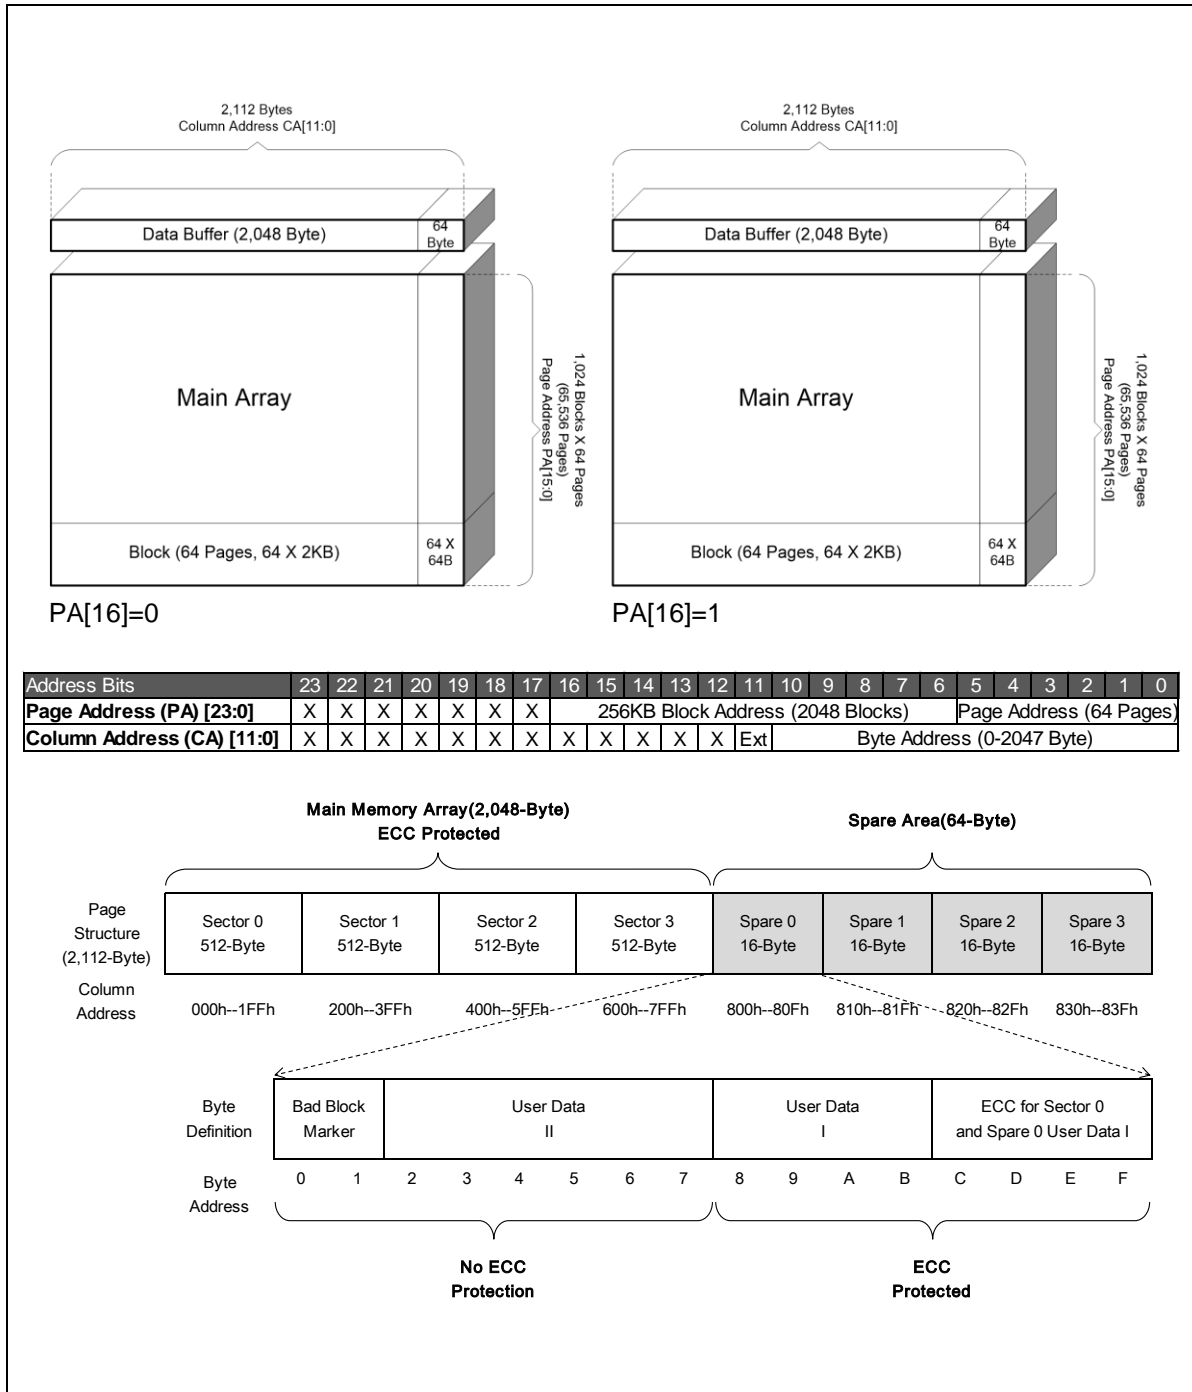 2,112 Bytes
Column Address CA[11:0]
2,112 Bytes
Column Address CA[11:0]
Data Buffer (2,048 Byte)
64
Byte
Data Buffer (2,048 Byte)
64
Byte
Main Array
Main Array
1,024 Blocks X 64 Pages
(65,536 Pages)
Page Address PA[15:0]
1,024 Blocks X 64 Pages
(65,536 Pages)
Page Address PA[15:0]
Block (64 Pages, 64 X 2KB)
64 X
64B
Block (64 Pages, 64 X 2KB)
64 X
64B
PA[16]=0
PA[16]=1
Address Bits 23 22 21 20 19 18 17 16 15 14 13 12 11 10 9 8 7 6 5 4 3 2 1 0
Page Address (PA) [23:0] X X X X X X X 256KB Block Address (2048 Blocks) Page Address (64 Pages)
Column Address (CA) [11:0] X X X X X X X X X X X X Ext Byte Address (0-2047 Byte)
Main Memory Array(2,048-Byte)
ECC Protected
Spare Area(64-Byte)
Page
Structure
(2,112-Byte)
Sector 0
512-Byte
Sector 1
512-Byte
Sector 2
512-Byte
Sector 3
512-Byte
Spare 0
16-Byte
Spare 1
16-Byte
Spare 2
16-Byte
Spare 3
16-Byte
Column
Address
000h--1FFh 200h--3FFh 400h--5FFh 600h--7FFh 800h--80Fh 810h--81Fh 820h--82Fh 830h--83Fh
Byte
Definition
Bad Block
Marker
User Data
II
User Data
I
ECC for Sector 0
and Spare 0 User Data I
Byte
Address
0 1 2 3 4 5 6 7 8 9 A B C D E F
No ECC
Protection
ECC
Protected